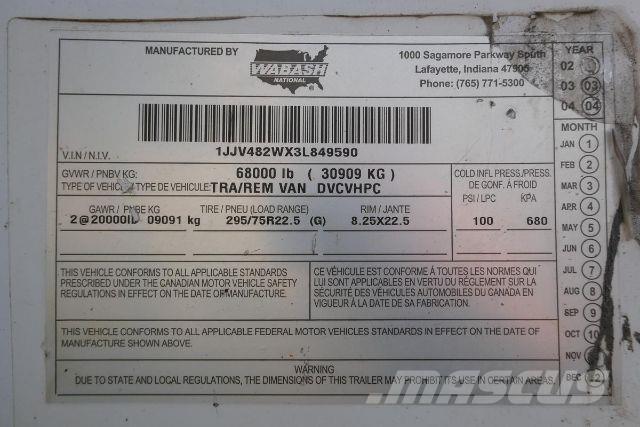 MANUFACTURED BY
WABASH
NATIONAL
1000 Sagamore Parkway South
Lafayette, Indiana 47905
Phone: (765) 771-5300
YEAR
02
03 03
04 04
1JJV482WX3L849590
V.I.N/N.I.V.
GVWR / PNBV KG: 68000 lb ( 30909 KG )
TYPE OF VEHICLE/TYPE DE VEHICULE: TRA/REM VAN DVCVHPC
COLD INFL PRESS/PRESS.
DE GONF. À FROID
PSI / LPC KPA
100 680
GAWR / PNBE KG TIRE / PNEU (LOAD RANGE) RIM / JANTE
2@20000lb 09091 kg 295/75R22.5 (G) 8.25X22.5
MONTH
JAN 1
FEB 2
MAR 3
APR 4
MAY 5
JUN 6
JUL 7
AUG 8
SEP 9
OCT 10
NOV
DEC 12
THIS VEHICLE CONFORMS TO ALL APPLICABLE STANDARDS
PRESCRIBED UNDER THE CANADIAN MOTOR VEHICLE SAFETY
REGULATIONS IN EFFECT ON THE DATE OF MANUFACTURE.
CE VÉHICULE EST CONFORME À TOUTES LES NORMES QUI
LUI SONT APPLICABLES EN VERTU DU RÉGLEMENT SUR LA
SÉCURITÉ DES VÉHICULES AUTOMOBILES DU CANADA EN
VIGUEUR À LA DATE DE SA FABRICATION.
THIS VEHICLE CONFORMS TO ALL APPLICABLE FEDERAL MOTOR VEHICLES STANDARDS IN EFFECT ON THE DATE OF
MANUFACTURE SHOWN ABOVE.
WARNING
DUE TO STATE AND LOCAL REGULATIONS, THE DIMENSIONS OF THIS TRAILER MAY PROHIBIT ITS USE IN CERTAIN AREAS.
MASCUS